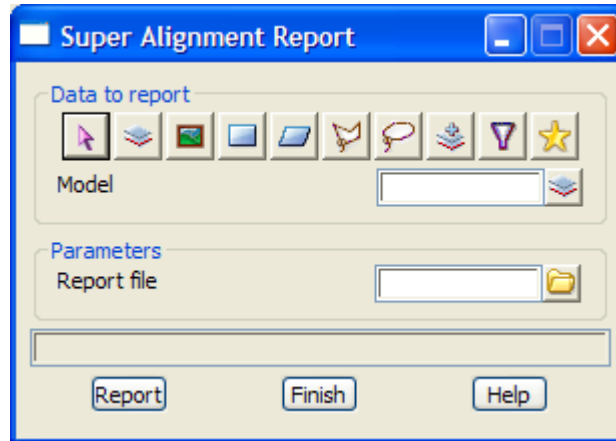 Super Alignment Report
Data to report
Model
Parameters
Report file
Report Finish Help